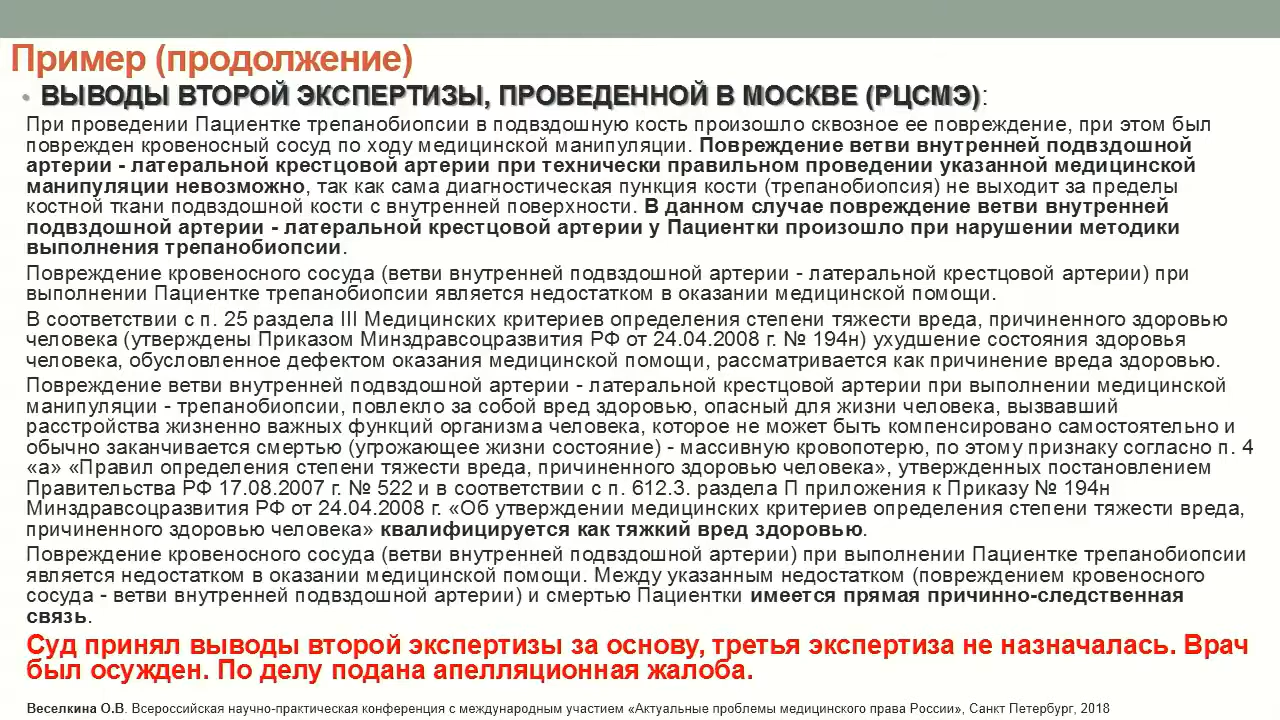 Пример (продолжение)
• ВЫВОДЫ ВТОРОЙ ЭКСПЕРТИЗЫ, ПРОВЕДЕННОЙ В МОСКВЕ (РЦСМЭ):
При проведении Пациентке трепанобиопсии в подвздошную кость произошло сквозное ее повреждение, при этом был
поврежден кровеносный сосуд по ходу медицинской манипуляции. Повреждение ветви внутренней подвздошной
артерии - латеральной крестцовой артерии при технически правильном проведении указанной медицинской
манипуляции невозможно, так как сама диагностическая пункция кости (трепанобиопсия) не выходит за пределы
костной ткани подвздошной кости с внутренней поверхности. В данном случае повреждение ветви внутренней
подвздошной артерии - латеральной крестцовой артерии у Пациентки произошло при нарушении методики
выполнения трепанобиопсии.
Повреждение кровеносного сосуда (ветви внутренней подвздошной артерии - латеральной крестцовой артерии) при
выполнении Пациентке трепанобиопсии является недостатком в оказании медицинской помощи.
В соответствии с п. 25 раздела III Медицинских критериев определения степени тяжести вреда, причиненного здоровью
человека (утверждены Приказом Минздравсоцразвития РФ от 24.04.2008 г. № 194н) ухудшение состояния здоровья
человека, обусловленное дефектом оказания медицинской помощи, рассматривается как причинение вреда здоровью.
Повреждение ветви внутренней подвздошной артерии - латеральной крестцовой артерии при выполнении медицинской
манипуляции - трепанобиопсии, повлекло за собой вред здоровью, опасный для жизни человека, вызвавший
расстройства жизненно важных функций организма человека, которое не может быть компенсировано самостоятельно и
обычно заканчивается смертью (угрожающее жизни состояние) - массивную кровопотерю, по этому признаку согласно п. 4
«а» «Правил определения степени тяжести вреда, причиненного здоровью человека», утвержденных постановлением
Правительства РФ 17.08.2007 г. № 522 и в соответствии с п. 612.3. раздела П приложения к Приказу № 194н
Минздравсоцразвития РФ от 24.04.2008 г. «Об утверждении медицинских критериев определения степени тяжести вреда,
причиненного здоровью человека» квалифицируется как тяжкий вред здоровью.
Повреждение кровеносного сосуда (ветви внутренней подвздошной артерии) при выполнении Пациентке трепанобиопсии
является недостатком в оказании медицинской помощи. Между указанным недостатком (повреждением кровеносного
сосуда - ветви внутренней подвздошной артерии) и смертью Пациентки имеется прямая причинно-следственная
связь.
Суд принял выводы второй экспертизы за основу, третья экспертиза не назначалась. Врач
был осужден. По делу подана апелляционная жалоба.
Веселкина О.В. Всероссийская научно-практическая конференция с международным участием «Актуальные проблемы медицинского права России», Санкт Петербург, 2018